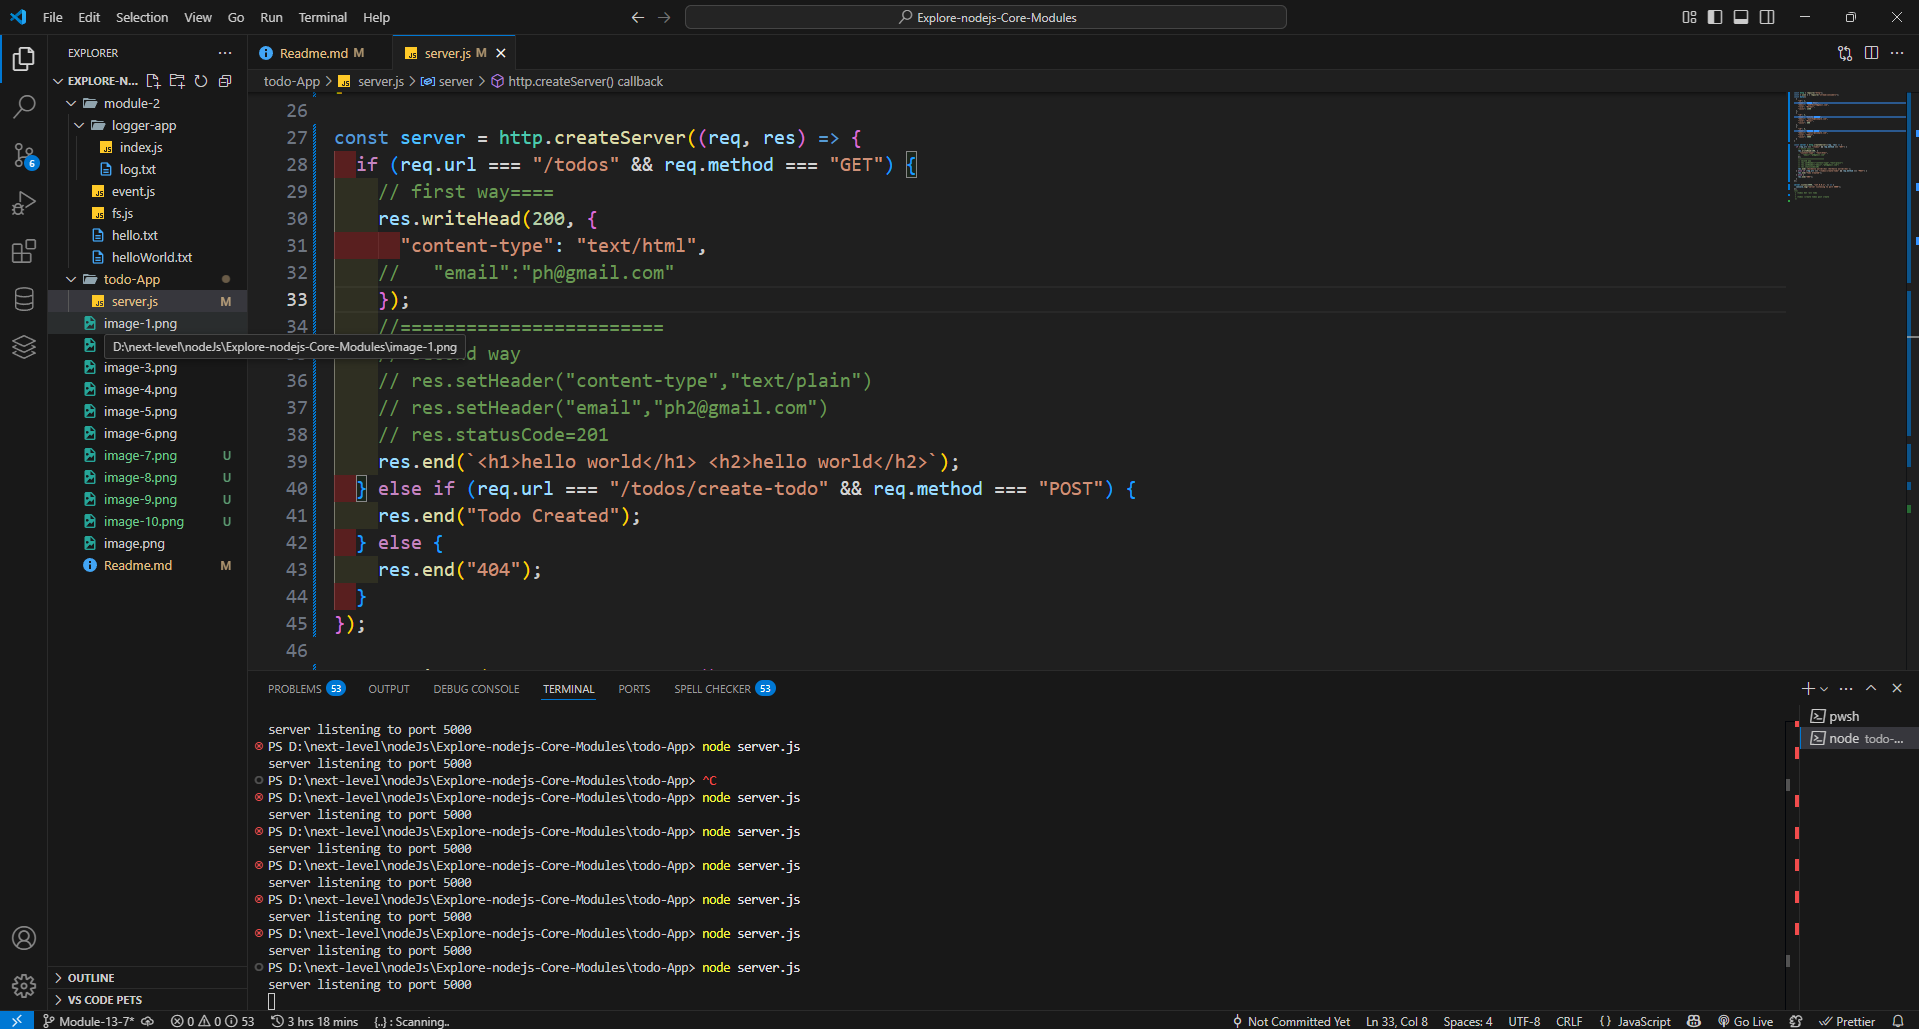 File Edit Selection View Go Run Terminal Help
Explore-nodejs-Core-Modules
EXPLORER
EXPLORE-N...
module-2
logger-app
index.js
log.txt
event.js
fs.js
hello.txt
helloWorld.txt
todo-App
server.js M
image-1.png
D:\next-level\nodeJs\Explore-nodejs-Core-Modules\image-1.png
image-3.png
image-4.png
image-5.png
image-6.png
image-7.png U
image-8.png U
image-9.png U
image-10.png U
image.png
Readme.md M
OUTLINE
VS CODE PETS
6
Readme.md M
server.js M
todo-App > server.js > server > http.createServer() callback
26
27 const server = http.createServer((req, res) => {
28 if (req.url === "/todos" && req.method === "GET") {
29 // first way====
30 res.writeHead(200, {
31 "content-type": "text/html",
32 // "email":"ph@gmail.com"
33 });
34 //========================
way
36 // res.setHeader("content-type","text/plain")
37 // res.setHeader("email","ph2@gmail.com")
38 // res.statusCode=201
39 res.end(`<h1>hello world</h1> <h2>hello world</h2>`);
40 } else if (req.url === "/todos/create-todo" && req.method === "POST") {
41 res.end("Todo Created");
42 } else {
43 res.end("404");
44 }
45 });
46
PROBLEMS 53 OUTPUT DEBUG CONSOLE TERMINAL PORTS SPELL CHECKER 53
server listening to port 5000
PS D:\next-level\nodeJs\Explore-nodejs-Core-Modules\todo-App> node server.js
server listening to port 5000
PS D:\next-level\nodeJs\Explore-nodejs-Core-Modules\todo-App> ^C
PS D:\next-level\nodeJs\Explore-nodejs-Core-Modules\todo-App> node server.js
server listening to port 5000
PS D:\next-level\nodeJs\Explore-nodejs-Core-Modules\todo-App> node server.js
server listening to port 5000
PS D:\next-level\nodeJs\Explore-nodejs-Core-Modules\todo-App> node server.js
server listening to port 5000
PS D:\next-level\nodeJs\Explore-nodejs-Core-Modules\todo-App> node server.js
server listening to port 5000
PS D:\next-level\nodeJs\Explore-nodejs-Core-Modules\todo-App> node server.js
server listening to port 5000
PS D:\next-level\nodeJs\Explore-nodejs-Core-Modules\todo-App> node server.js
server listening to port 5000
pwsh
node todo-...
Module-13-7* 0 0 53 3 hrs 18 mins {..} : Scanning.. Not Committed Yet Ln 33, Col 8 Spaces: 4 UTF-8 CRLF {} JavaScript Go Live Prettier